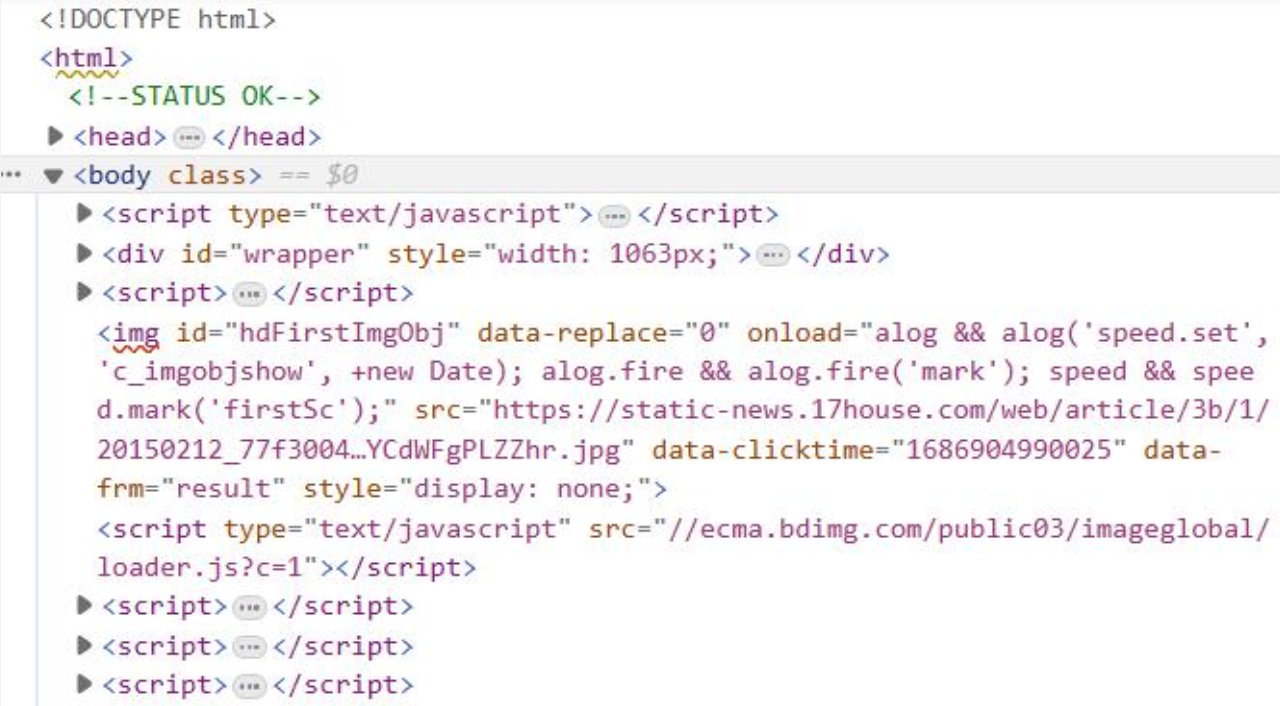 <!DOCTYPE html>
<html>
<!--STATUS OK-->
<head> ··· </head>
··· <body class> == $0
<script type="text/javascript"> ··· </script>
<div id="wrapper" style="width: 1063px;"> ··· </div>
<script> ··· </script>
<img id="hdFirstImgObj" data-replace="0" onload="alog && alog('speed.set',
'c_imgobjshow', +new Date); alog.fire && alog.fire('mark'); speed && spee
d.mark('firstSc');" src="https://static-news.17house.com/web/article/3b/1/
20150212_77f3004…YCdWFgPLZZhr.jpg" data-clicktime="1686904990025" data-
frm="result" style="display: none;">
<script type="text/javascript" src="//ecma.bdimg.com/public03/imageglobal/
loader.js?c=1"></script>
<script> ··· </script>
<script> ··· </script>
<script> ··· </script>